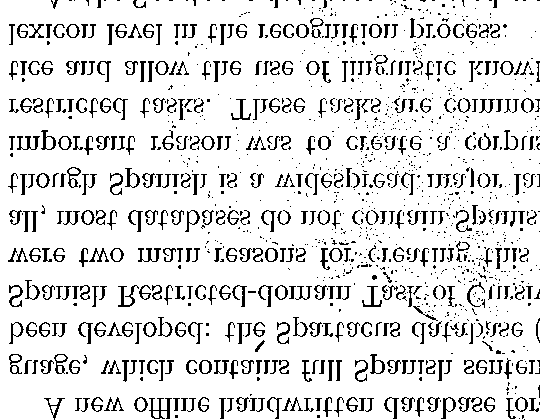 A new offline handwritten database for
guage, which contains full Spanish senten
been developed: the Spartacus database (
Spanish Restricted-domain Task of Cursiv
were two main reasons for creating this
all, most databases do not contain Spanis
though Spanish is a widespread major la
important reason was to create a corpus
restricted tasks. These tasks are common
tice and allow the use of linguistic knowl
lexicon level in the recognition process.